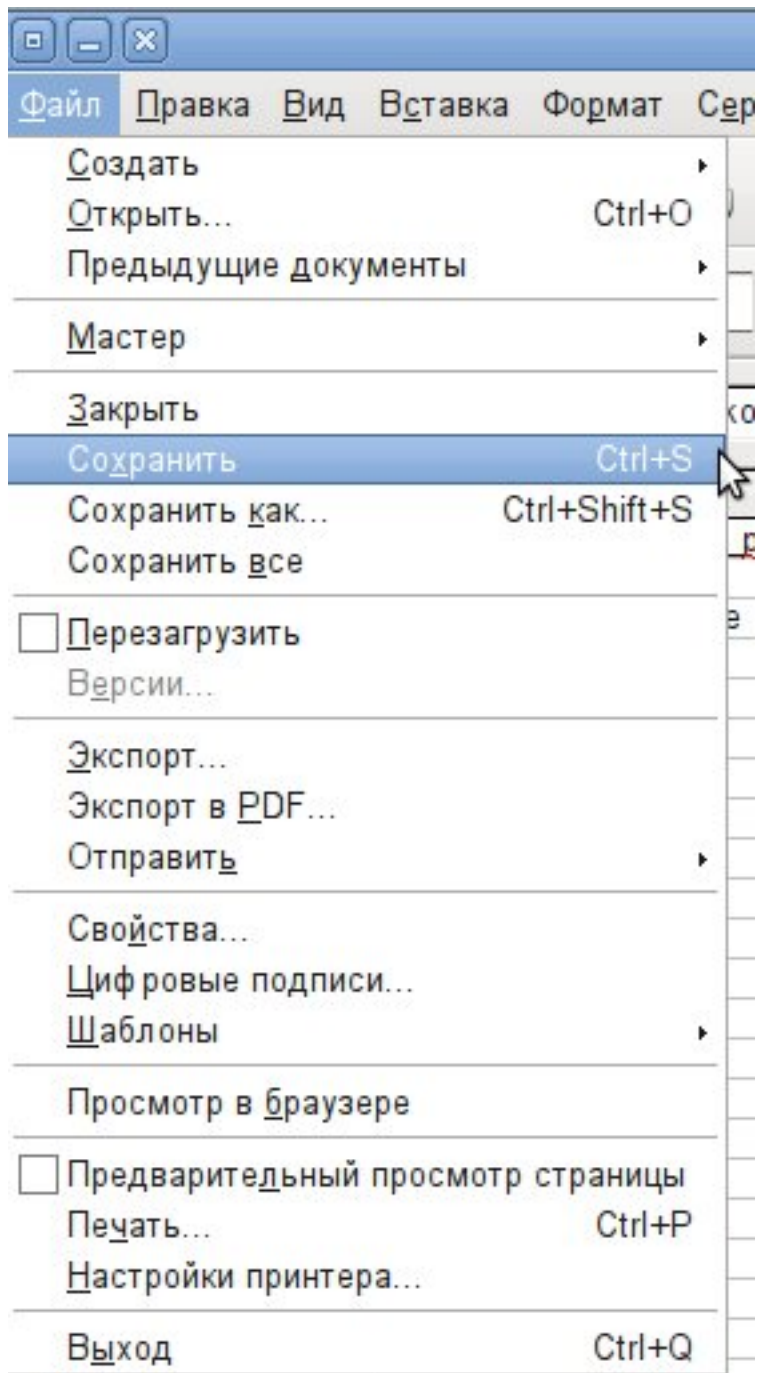 Файл Правка Вид Вставка Формат Сер
Создать
Открыть... Ctrl+O
Предыдущие документы
Мастер
Закрыть
Сохранить Ctrl+S
Сохранить как... Ctrl+Shift+S
Сохранить все
Перезагрузить
Версии...
Экспорт...
Экспорт в PDF...
Отправить
Свойства...
Цифровые подписи...
Шаблоны
Просмотр в браузере
Предварительный просмотр страницы
Печать... Ctrl+P
Настройки принтера...
Выход Ctrl+Q